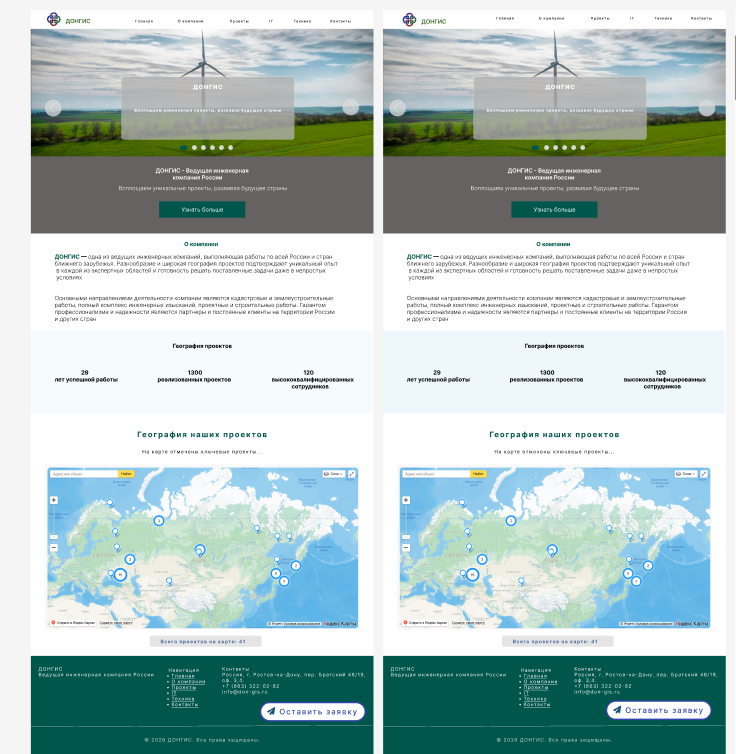 ДОНГИС
Главная О компании Проекты IT Техника Контакты
ДОНГИС
Воплощаем уникальные проекты, развивая будущее страны
ДОНГИС - Ведущая инженерная
компания России
Воплощаем уникальные проекты, развивая будущее страны
Узнать больше
О компании
ДОНГИС — одна из ведущих инженерных компаний, выполняющая работы по всей России и стран
ближнего зарубежья. Разнообразие и широкая география проектов подтверждают уникальный опыт
в каждой из экспертных областей и готовность решать поставленные задачи даже в непростых
условиях
Основными направлениями деятельности компании являются кадастровые и землеустроительные
работы, полный комплекс инженерных изысканий, проектные и строительные работы. Гарантом
профессионализма и надежности являются партнеры и постоянные клиенты на территории России
и других стран
География проектов
29
лет успешной работы
1300
реализованных проектов
120
высококвалифицированных
сотрудников
География наших проектов
На карте отмечены ключевые проекты...
Адрес или объект
Найти
Слои
Открыть в Яндекс Картах
Создать свою карту
Яндекс Условия использования
Яндекс Карты
Всего проектов на карте: 41
ДОНГИС
Ведущая инженерная компания России
Навигация
Главная
О компании
Проекты
IT
Техника
Контакты
Контакты
Россия, г. Ростов-на-Дону, пер. Братский 48/19,
оф. 3,4.
+7 (863) 322-02-82
info@don-gis.ru
Оставить заявку
© 2026 ДОНГИС. Все права защищены.
ДОНГИС
Главная О компании Проекты IT Техника Контакты
ДОНГИС
Воплощаем уникальные проекты, развивая будущее страны
ДОНГИС - Ведущая инженерная
компания России
Воплощаем уникальные проекты, развивая будущее страны
Узнать больше
О компании
ДОНГИС — одна из ведущих инженерных компаний, выполняющая работы по всей России и стран
ближнего зарубежья. Разнообразие и широкая география проектов подтверждают уникальный опыт
в каждой из экспертных областей и готовность решать поставленные задачи даже в непростых
условиях
Основными направлениями деятельности компании являются кадастровые и землеустроительные
работы, полный комплекс инженерных изысканий, проектные и строительные работы. Гарантом
профессионализма и надежности являются партнеры и постоянные клиенты на территории России
и других стран
География проектов
29
лет успешной работы
1300
реализованных проектов
120
высококвалифицированных
сотрудников
География наших проектов
На карте отмечены ключевые проекты...
Адрес или объект
Найти
Слои
Открыть в Яндекс Картах
Создать свою карту
Яндекс Условия использования
Яндекс Карты
Всего проектов на карте: 41
ДОНГИС
Ведущая инженерная компания России
Навигация
Главная
О компании
Проекты
IT
Техника
Контакты
Контакты
Россия, г. Ростов-на-Дону, пер. Братский 48/19,
оф. 3,4.
+7 (863) 322-02-82
info@don-gis.ru
Оставить заявку
© 2026 ДОНГИС. Все права защищены.